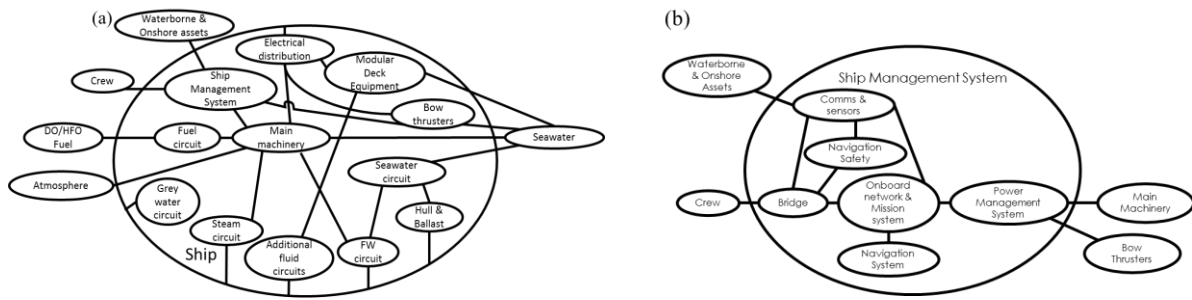 (a)
Waterborne &
Onshore assets
Electrical
distribution
Modular
Deck
Equipment
Crew
Ship
Management
System
Bow
thrusters
DO/HFO
Fuel
Fuel
circuit
Main
machinery
Seawater
Atmosphere
Seawater
circuit
Grey
water
circuit
Steam
circuit
Hull &
Ballast
Ship
Additional
fluid
circuits
FW
circuit
(b)
Waterborne
& Onshore
Assets
Ship Management System
Comms &
sensors
Navigation
Safety
Crew
Bridge
Onboard
network &
Mission
system
Power
Management
System
Main
Machinery
Navigation
System
Bow
Thrusters